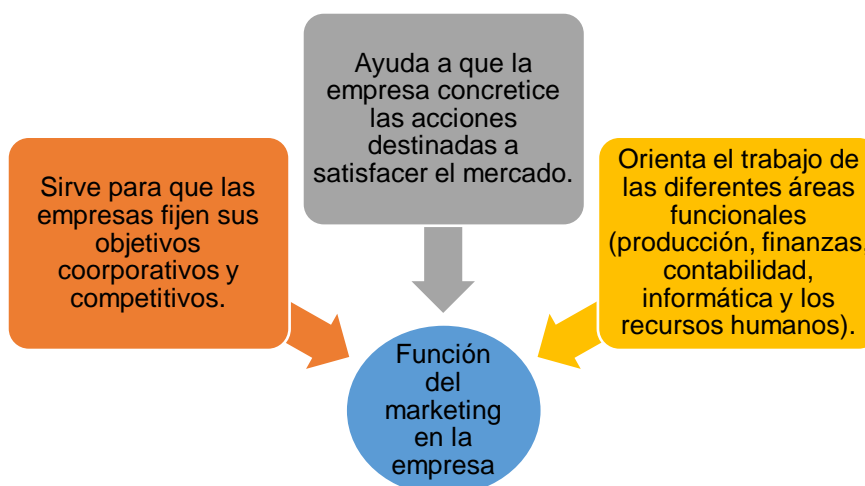 Sirve para que las
empresas fijen sus
objetivos
coorporativos y
competitivos.
Ayuda a que la
empresa concretice
las acciones
destinadas a
satisfacer el mercado.
Orienta el trabajo de
las diferentes áreas
funcionales
(producción, finanzas,
contabilidad,
informática y los
recursos humanos).
Función
del
marketing
en la
empresa